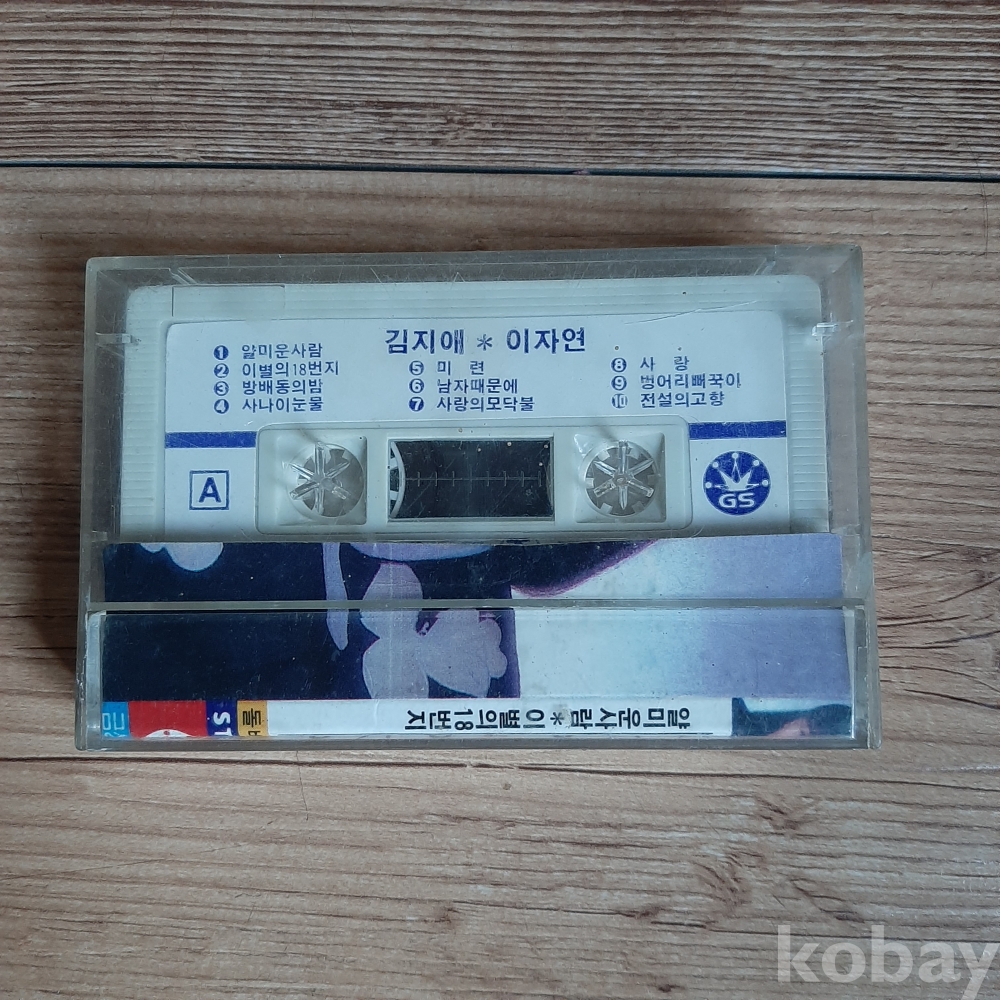 김지애 * 이자연
❶ 얄미운사람
❷ 이별의18번지
❸ 방배동의밤
❹ 사나이눈물
❺ 미 련
❻ 남자때문에
❼ 사랑의모닥불
❽ 사 랑
❾ 벙어리뻐꾹이
❿ 전설의고향
A
GS
얄미운사람 * 이별의18번지
kobay